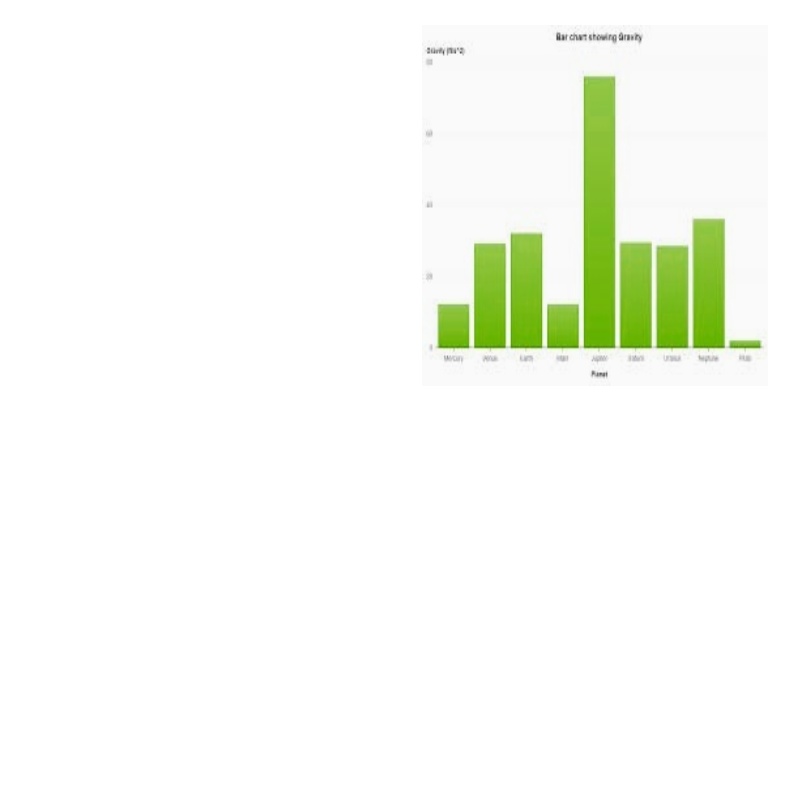 Bar chart showing Gravity
Gravity (ft/s^2)
80
60
40
20
0
Mercury Venus Earth Mars Jupiter Saturn Uranus Neptune Pluto
Planet